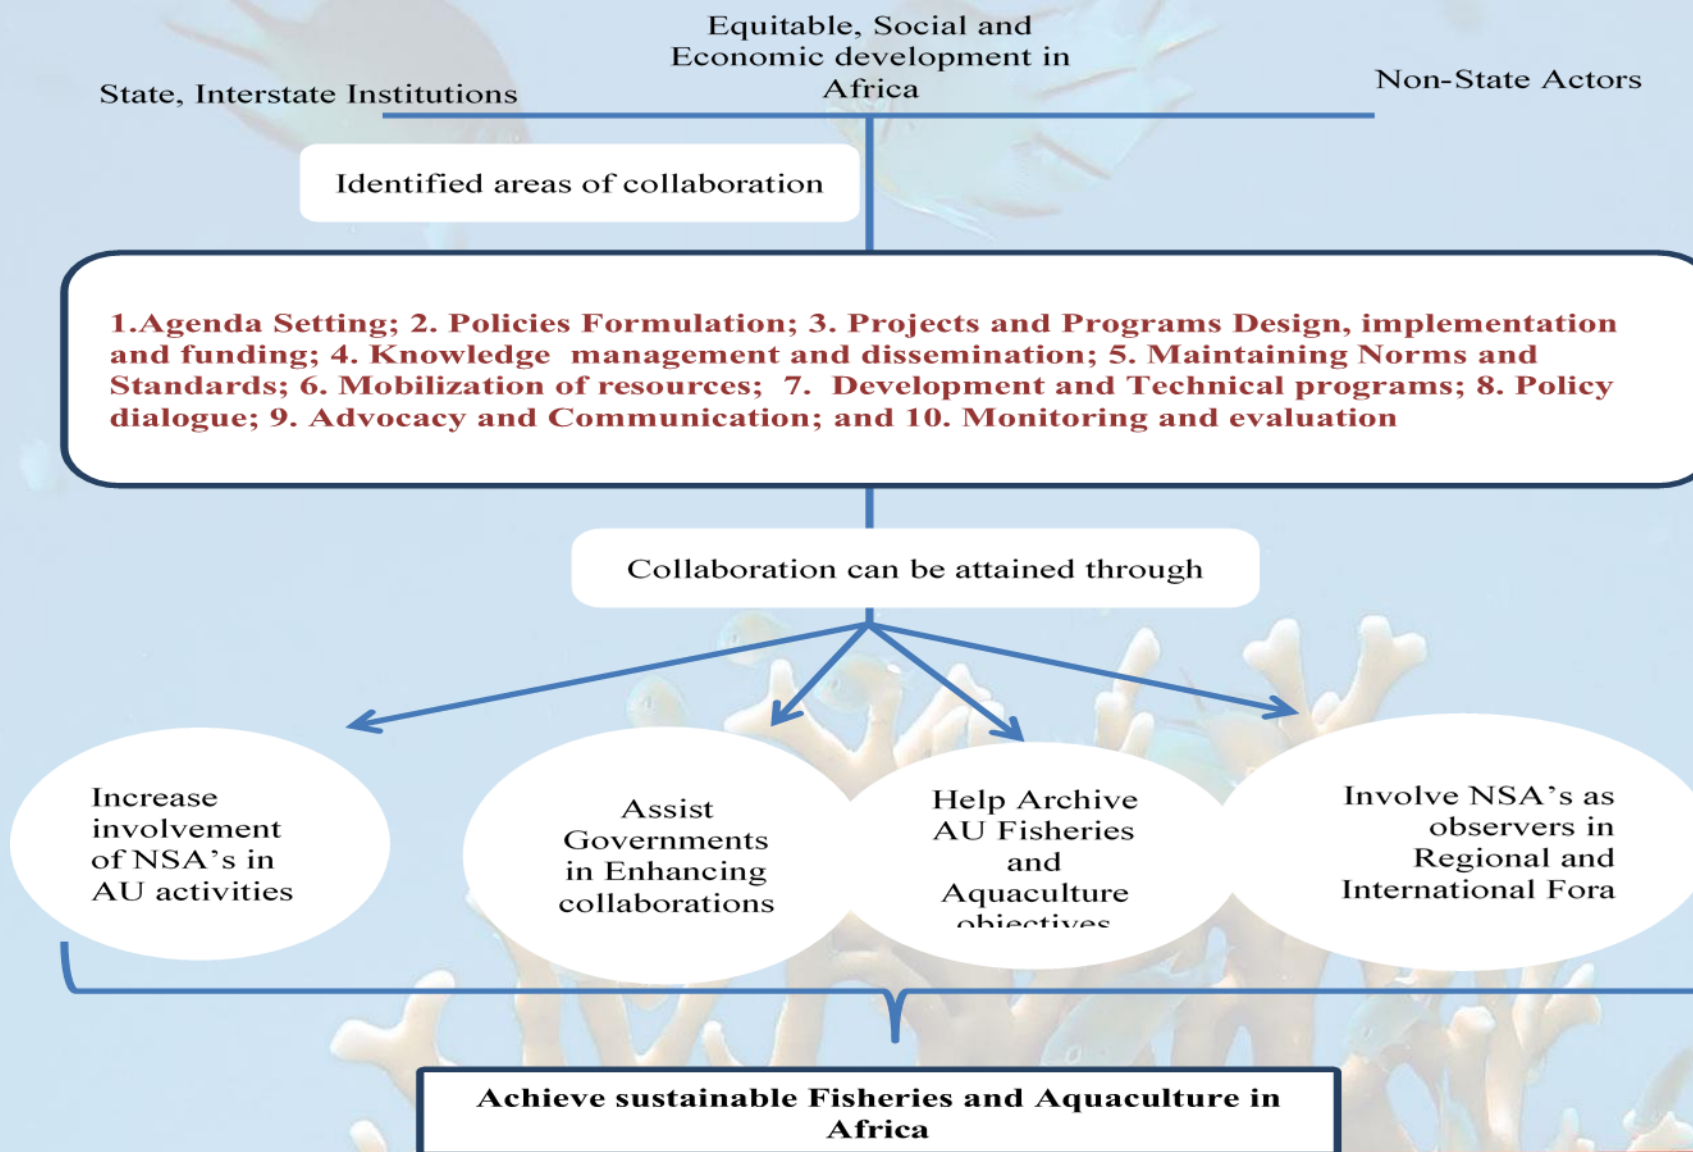 Equitable, Social and
Economic development in
Africa
State, Interstate Institutions
Non-State Actors
Identified areas of collaboration
1.Agenda Setting; 2. Policies Formulation; 3. Projects and Programs Design, implementation
and funding; 4. Knowledge management and dissemination; 5. Maintaining Norms and
Standards; 6. Mobilization of resources; 7. Development and Technical programs; 8. Policy
dialogue; 9. Advocacy and Communication; and 10. Monitoring and evaluation
Collaboration can be attained through
Increase
involvement
of NSA’s in
AU activities
Assist
Governments
in Enhancing
collaborations
Help Archive
AU Fisheries
and
Aquaculture
objectives
Involve NSA’s as
observers in
Regional and
International Fora
Achieve sustainable Fisheries and Aquaculture in
Africa